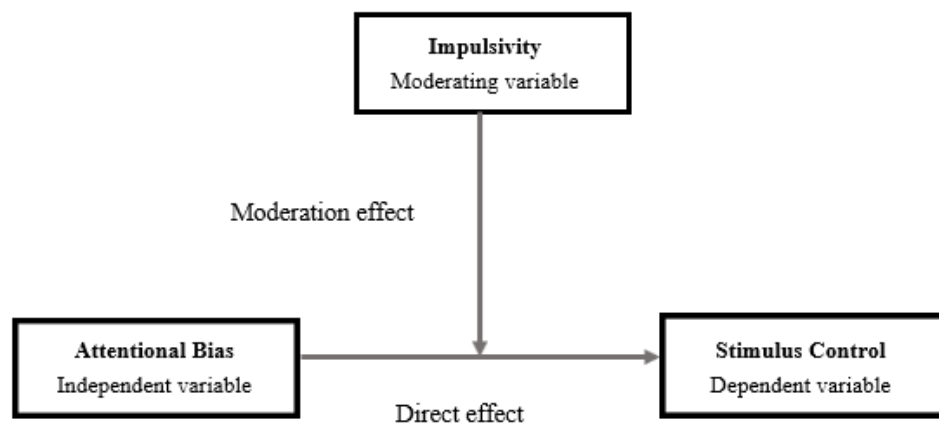 Impulsivity
Moderating variable
Moderation effect
Attentional Bias
Independent variable
Stimulus Control
Dependent variable
Direct effect